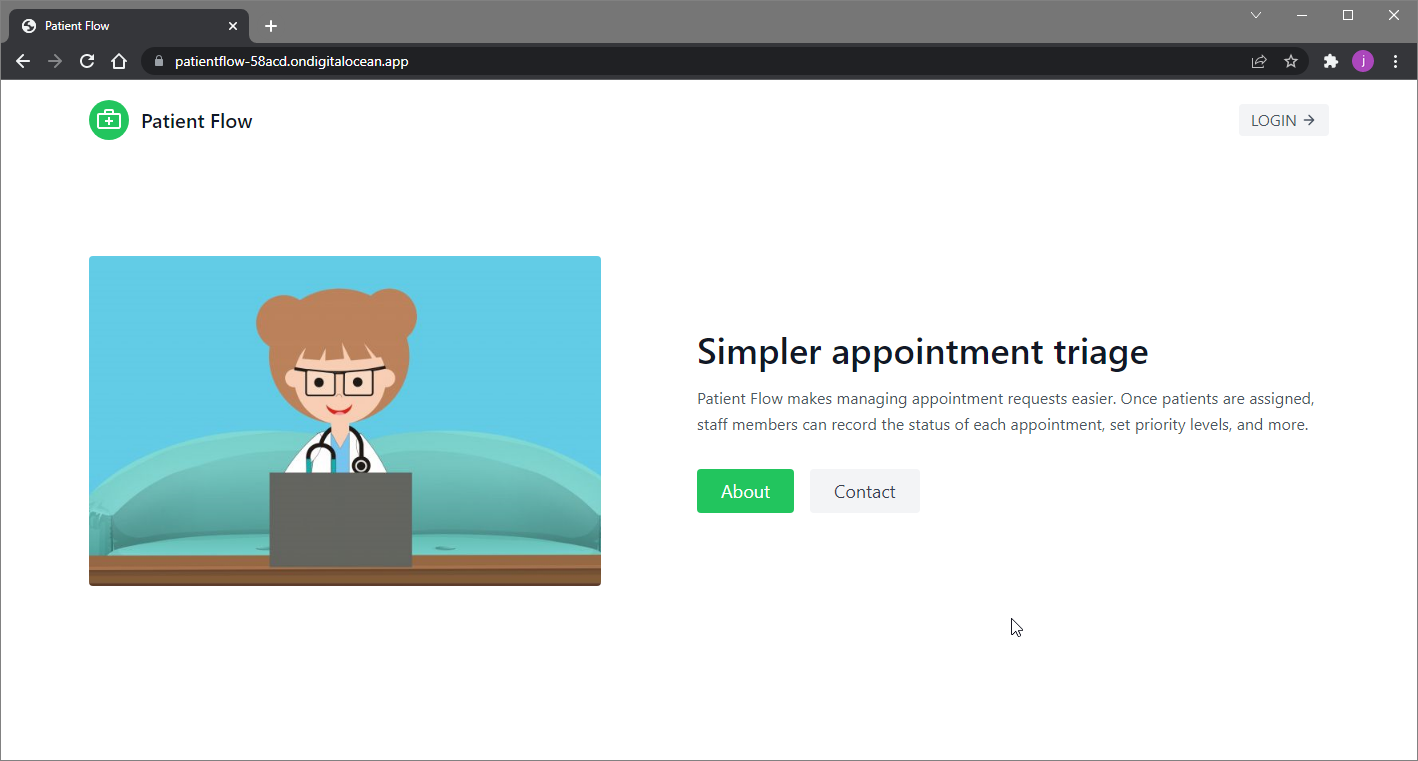 Patient Flow
patientflow-58acd.ondigitalocean.app
j
Patient Flow
LOGIN
Simpler appointment triage
Patient Flow makes managing appointment requests easier. Once patients are assigned,
staff members can record the status of each appointment, set priority levels, and more.
About
Contact